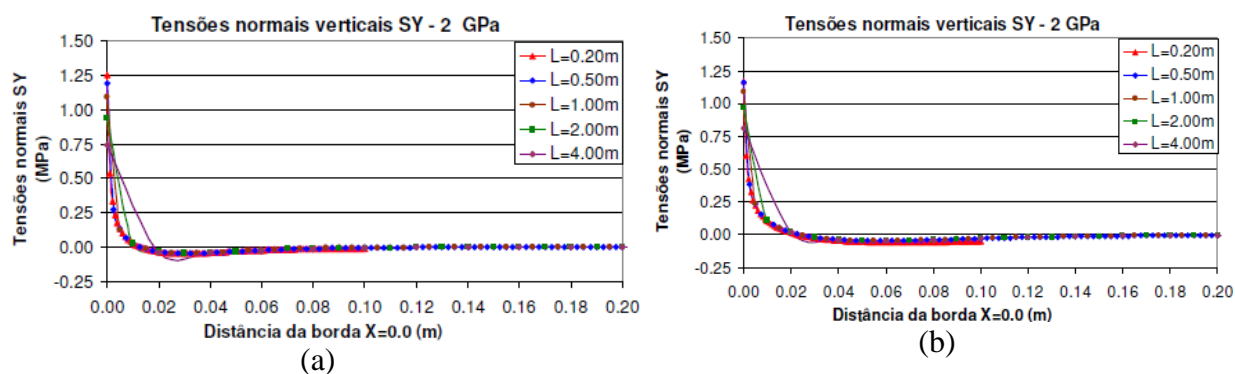 Tensões normais verticais SY - 2 GPa
Tensões normais SY
(MPa)
1.50
1.25
1.00
0.75
0.50
0.25
0.00
-0.25
L=0.20m
L=0.50m
L=1.00m
L=2.00m
L=4.00m
0.00 0.02 0.04 0.06 0.08 0.10 0.12 0.14 0.16 0.18 0.20
Distância da borda X=0.0 (m)
(a)
Tensões normais verticais SY - 2 GPa
Tensões normais SY
(MPa)
1.50
1.25
1.00
0.75
0.50
0.25
0.00
-0.25
L=0.20m
L=0.50m
L=1.00m
L=2.00m
L=4.00m
0.00 0.02 0.04 0.06 0.08 0.10 0.12 0.14 0.16 0.18 0.20
Distância da borda X=0.0 (m)
(b)